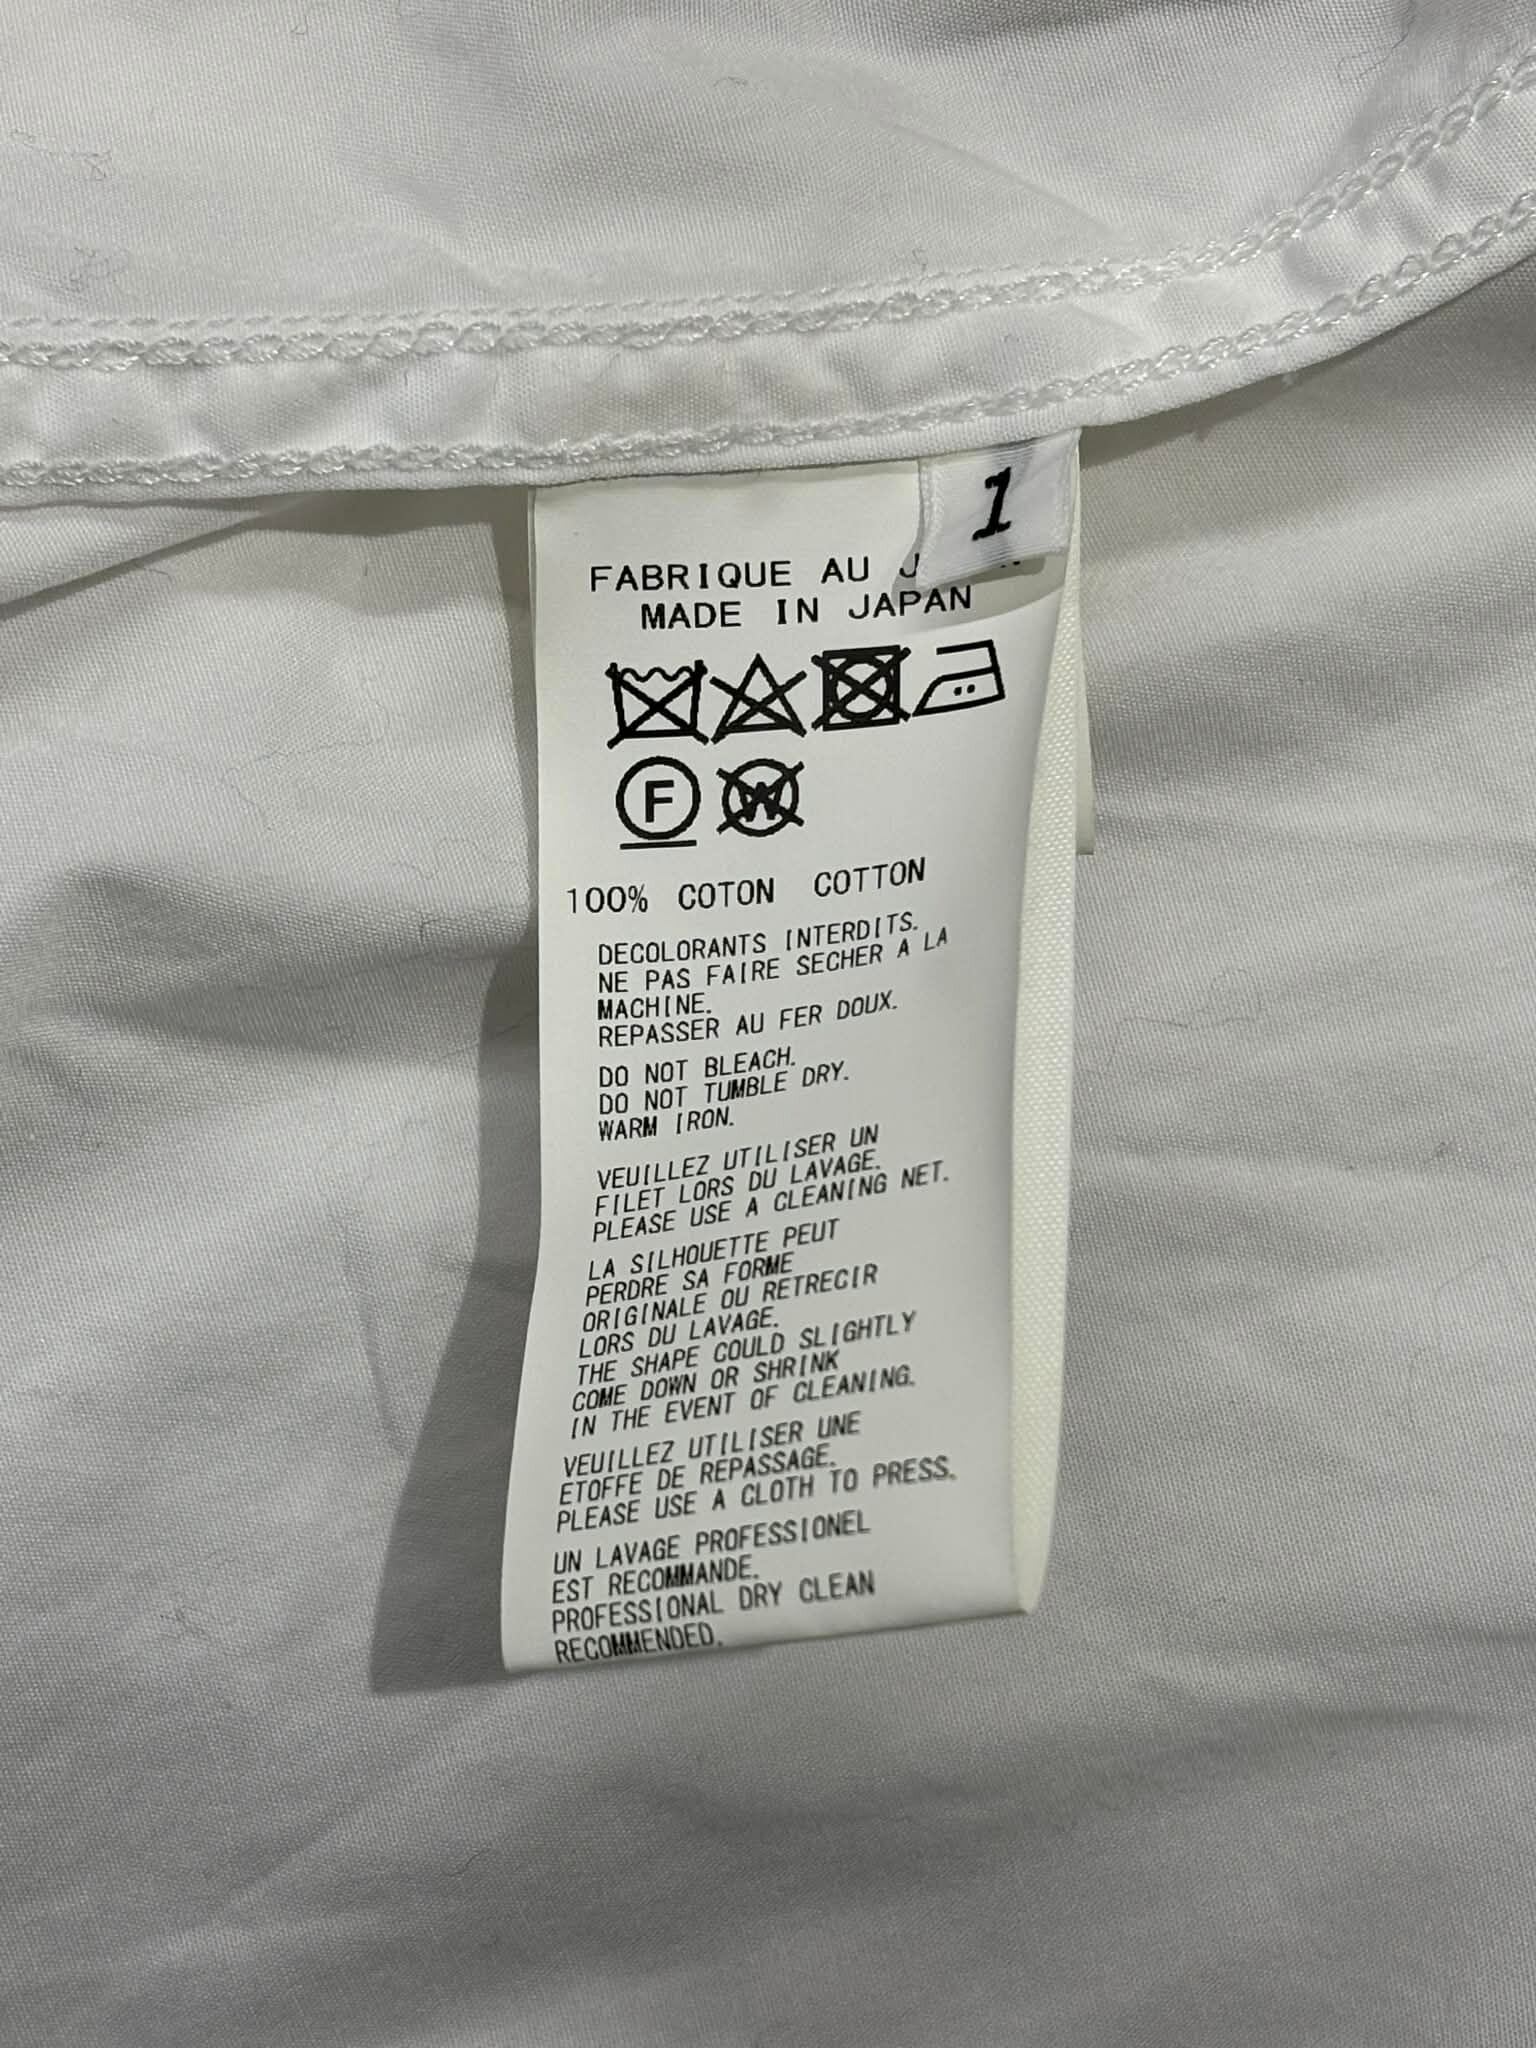 1
FABRIQUE AU
MADE IN JAPAN
F W
100% COTON COTTON
DECOLORANTS INTERDITS.
NE PAS FAIRE SECHER A LA
MACHINE.
REPASSER AU FER DOUX.
DO NOT BLEACH.
DO NOT TUMBLE DRY.
WARM IRON.
VEUILLEZ UTILISER UN
FILET LORS DU LAVAGE.
PLEASE USE A CLEANING NET.
LA SILHOUETTE PEUT
PERDRE SA FORME
ORIGINALE OU RETRECIR
LORS DU LAVAGE.
THE SHAPE COULD SLIGHTLY
COME DOWN OR SHRINK
IN THE EVENT OF CLEANING.
VEUILLEZ UTILISER UNE
ETOFFE DE REPASSAGE.
PLEASE USE A CLOTH TO PRESS.
UN LAVAGE PROFESSIONEL
EST RECOMMANDE.
PROFESSIONAL DRY CLEAN
RECOMMENDED.